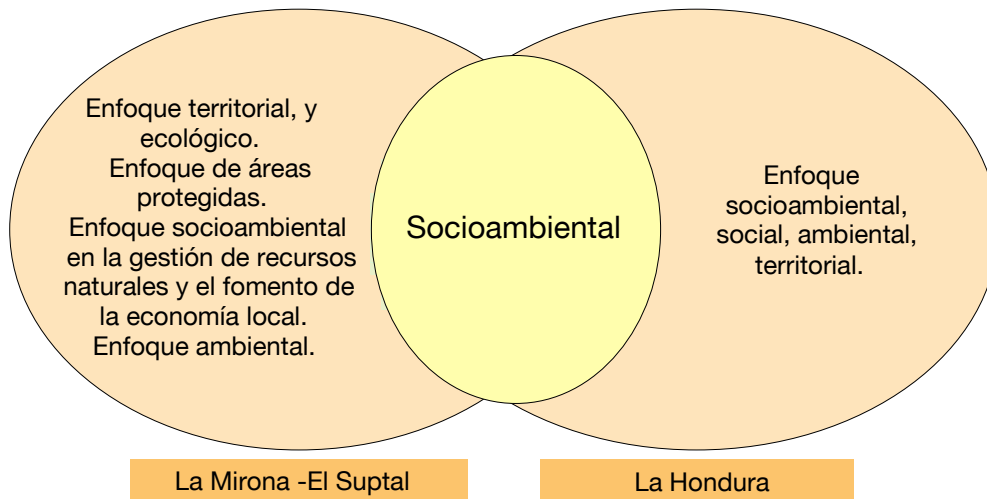 Enfoque territorial, y
ecológico.
Enfoque de áreas
protegidas.
Enfoque socioambiental
en la gestión de recursos
naturales y el fomento de
la economía local.
Enfoque ambiental.
Socioambiental
Enfoque
socioambiental,
social, ambiental,
territorial.
La Mirona -El Suptal
La Hondura